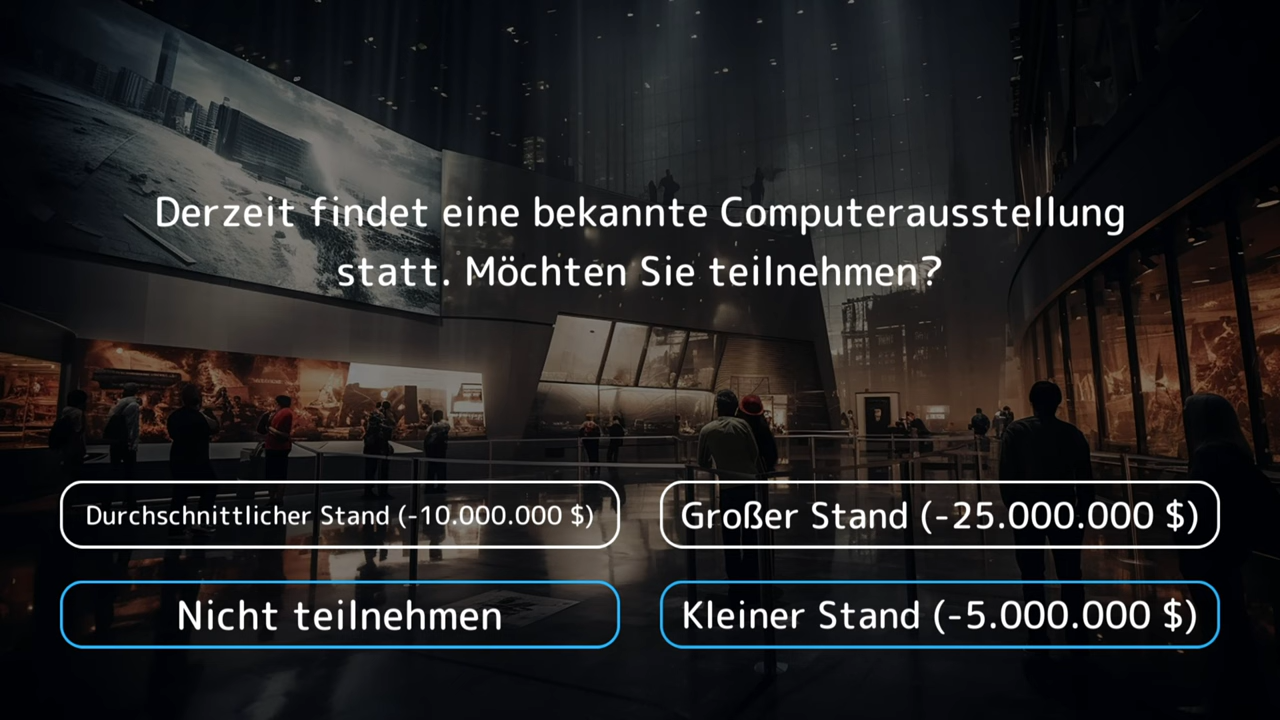 Derzeit findet eine bekannte Computerausstellung
statt. Möchten Sie teilnehmen?
Durchschnittlicher Stand (-10.000.000 $)
Großer Stand (-25.000.000 $)
Nicht teilnehmen
Kleiner Stand (-5.000.000 $)